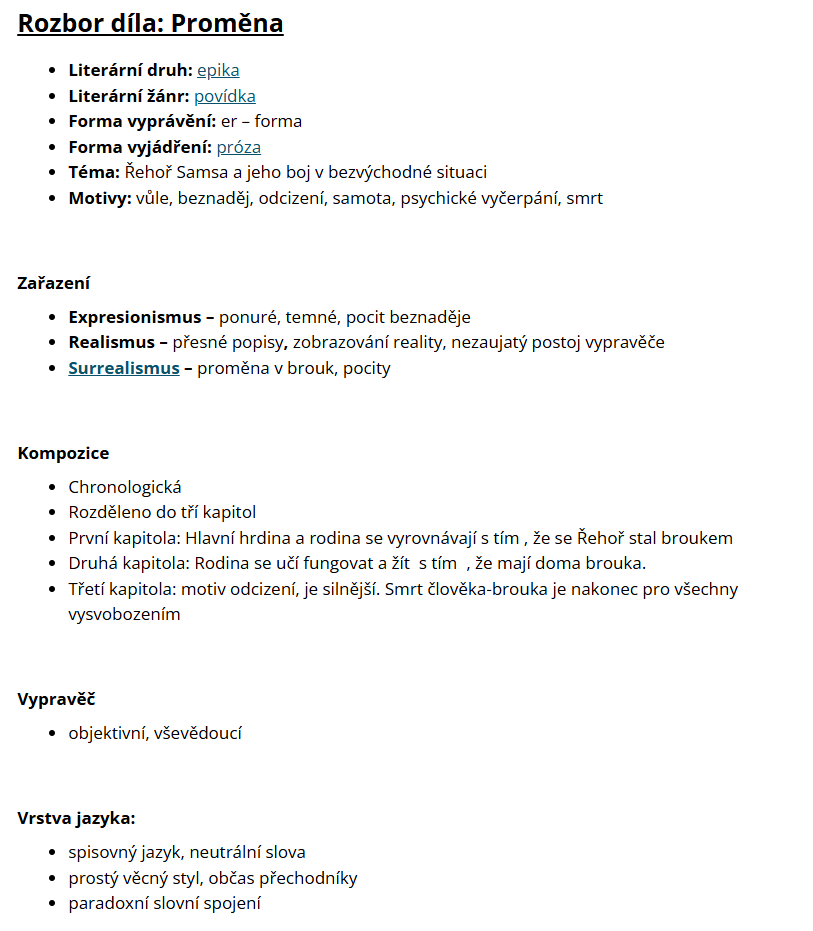 Rozbor díla: Proměna
Literární druh: epika
Literární žánr: povídka
Forma vyprávění: er – forma
Forma vyjádření: próza
Téma: Řehoř Samsa a jeho boj v bezvýchodné situaci
Motivy: vůle, beznaděj, odcizení, samota, psychické vyčerpání, smrt
Zařazení
Expresionismus – ponuré, temné, pocit beznaděje
Realismus – přesné popisy, zobrazování reality, nezaujatý postoj vypravěče
Surrealismus – proměna v brouk, pocity
Kompozice
Chronologická
Rozděleno do tří kapitol
První kapitola: Hlavní hrdina a rodina se vyrovnávají s tím , že se Řehoř stal broukem
Druhá kapitola: Rodina se učí fungovat a žít  s tím  , že mají doma brouka.
Třetí kapitola: motiv odcizení, je silnější. Smrt člověka-brouka je nakonec pro všechny
vysvobozením
Vypravěč
objektivní, vševědoucí
Vrstva jazyka:
spisovný jazyk, neutrální slova
prostý věcný styl, občas přechodníky
paradoxní slovní spojení